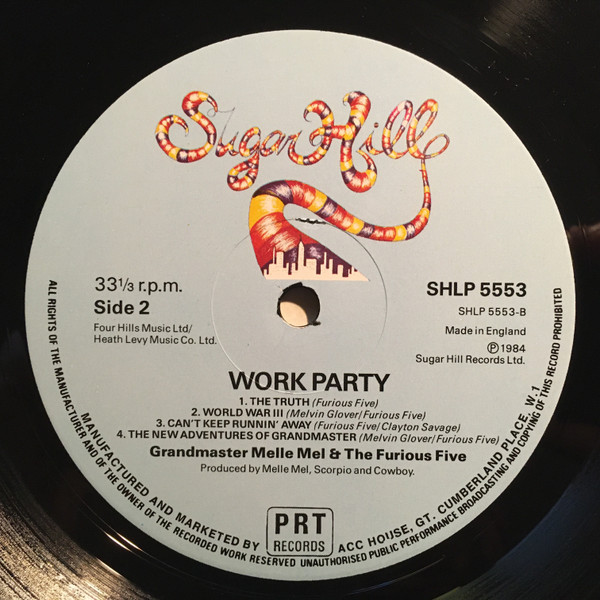 Sugar Hill
33 1/3 r.p.m.
Side 2
Four Hills Music Ltd/
Heath Levy Music Co. Ltd.
SHLP 5553
SHLP 5553-B
Made in England
Ⓟ1984
Sugar Hill Records Ltd.
WORK PARTY
1. THE TRUTH (Furious Five)
2. WORLD WAR III (Melvin Glover/Furious Five)
3. CAN'T KEEP RUNNIN' AWAY (Furious Five/Clayton Savage)
4. THE NEW ADVENTURES OF GRANDMASTER (Melvin Glover/Furious Five)
Grandmaster Melle Mel & The Furious Five
Produced by Melle Mel, Scorpio and Cowboy.
MANUFACTURED AND MARKETED BY PRT RECORDS ACC HOUSE, GT. CUMBERLAND PLACE, W.1
ALL RIGHTS OF THE MANUFACTURER AND OF THE OWNER OF THE RECORDED WORK RESERVED UNAUTHORISED PUBLIC PERFORMANCE BROADCASTING AND COPYING OF THIS RECORD PROHIBITED